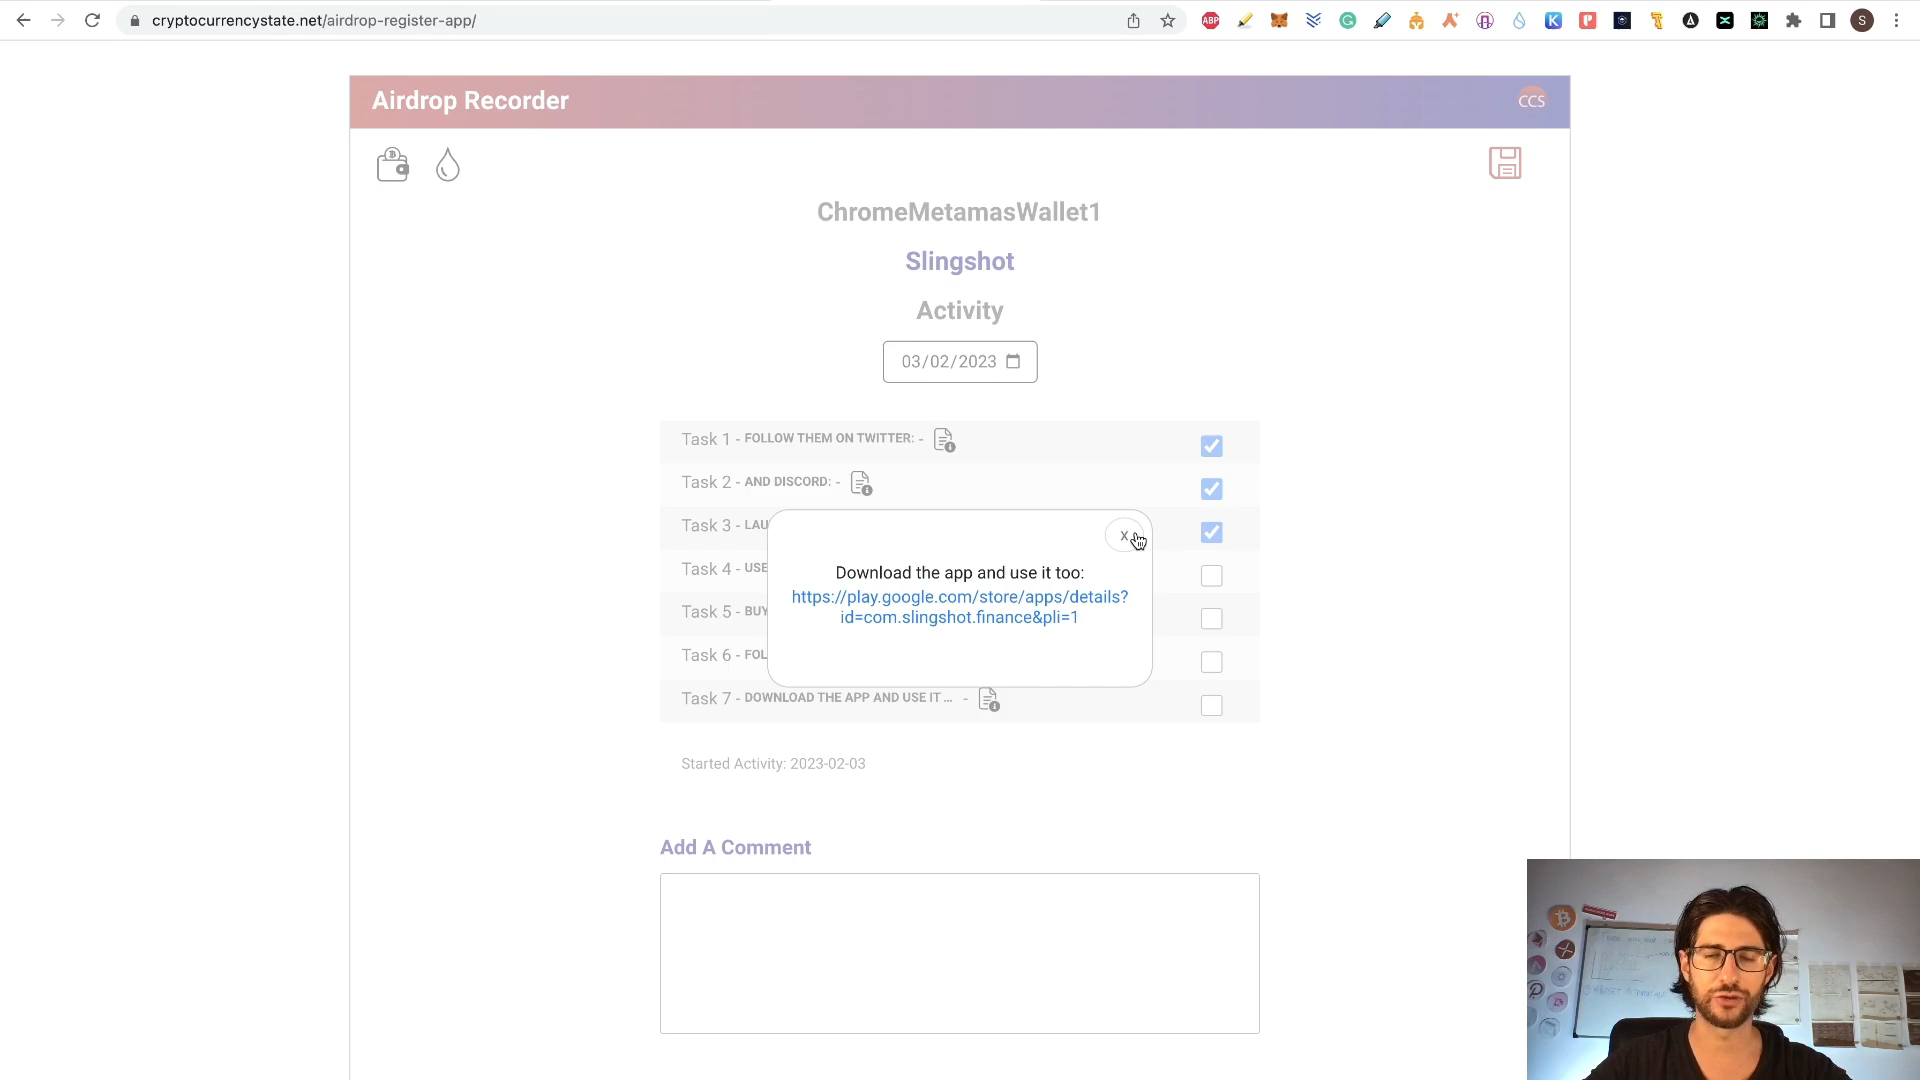 cryptocurrencystate.net/airdrop-register-app/
ABP
S
Airdrop Recorder
CCS
ChromeMetamasWallet1
Slingshot
Activity
03/02/2023
Task 1 - FOLLOW THEM ON TWITTER: -
Task 2 - AND DISCORD: -
Task 3 - LAU
Task 4 - USE
Task 5 - BUY
Task 6 - FOL
Task 7 - DOWNLOAD THE APP AND USE IT ... -
X
Download the app and use it too:
https://play.google.com/store/apps/details?
id=com.slingshot.finance&pli=1
Started Activity: 2023-02-03
Add A Comment